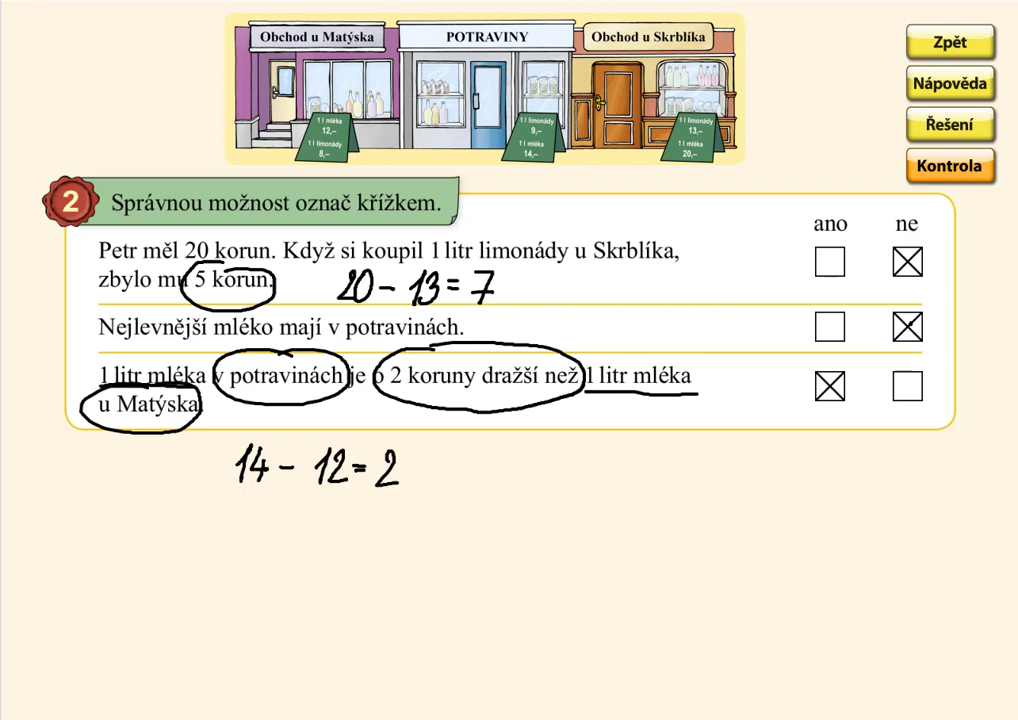 Obchod u Matýska
POTRAVINY
Obchod u Skrblíka
1 l mléka
12,–
1 l limonády
8,–
1 l limonády
9,–
1 l mléka
14,–
1 l limonády
13,–
1 l mléka
20,–
Zpět
Nápověda
Řešení
Kontrola
2 Správnou možnost označ křížkem.
ano ne
Petr měl 20 korun. Když si koupil 1 litr limonády u Skrblíka,
zbylo mu 5 korun. 20 - 13 = 7
Nejlevnější mléko mají v potravinách.
1 litr mléka v potravinách je o 2 koruny dražší než 1 litr mléka
u Matýska.
14 - 12 = 2